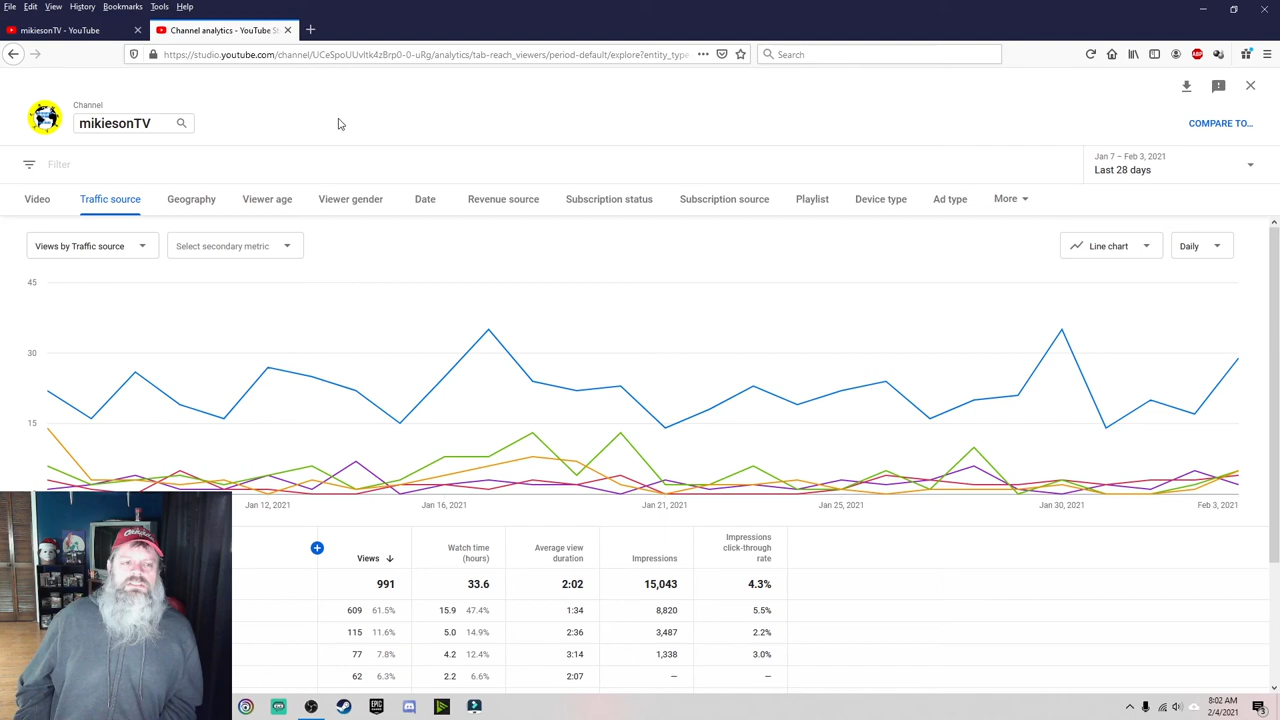 File Edit View History Bookmarks Tools Help
mikiesonTV - YouTube
Channel analytics - YouTube St
https://studio.youtube.com/channel/UCeSpoUUvItk4zBrp0-0-uRg/analytics/tab-reach_viewers/period-default/explore?entity_type
Search
ABP
Channel
mikiesonTV
COMPARE TO...
Filter
Jan 7 – Feb 3, 2021
Last 28 days
Video Traffic source Geography Viewer age Viewer gender Date Revenue source Subscription status Subscription source Playlist Device type Ad type More
Views by Traffic source Select secondary metric Line chart Daily
45
30
15
Jan 12, 2021 Jan 16, 2021 Jan 21, 2021 Jan 25, 2021 Jan 30, 2021 Feb 3, 2021
Views Watch time (hours) Average view duration Impressions Impressions click-through rate
991 33.6 2:02 15,043 4.3%
609 61.5% 15.9 47.4% 1:34 8,820 5.5%
115 11.6% 5.0 14.9% 2:36 3,487 2.2%
77 7.8% 4.2 12.4% 3:14 1,338 3.0%
62 6.3% 2.2 6.6% 2:07 — —
EPIC
8:02 AM
2/4/2021